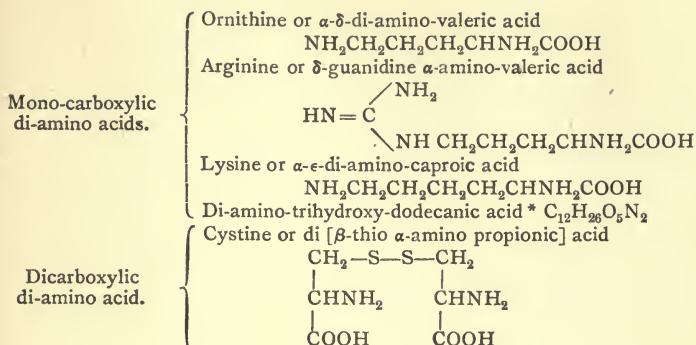 Ornithine or α-δ-di-amino-valeric acid
NH₂CH₂CH₂CH₂CHNH₂COOH
Arginine or δ-guanidine α-amino-valeric acid
NH₂
Mono-carboxylic
di-amino acids.
HN=C
NH CH₂CH₂CH₂CHNH₂COOH
Lysine or α-ε-di-amino-caproic acid
NH₂CH₂CH₂CH₂CH₂CHNH₂COOH
Di-amino-trihydroxy-dodecanic acid * C₁₂H₂₆O₅N₂
Cystine or di [β-thio α-amino propionic] acid
CH₂—S—S—CH₂
Dicarboxylic
di-amino acid.
CHNH₂ CHNH₂
COOH COOH